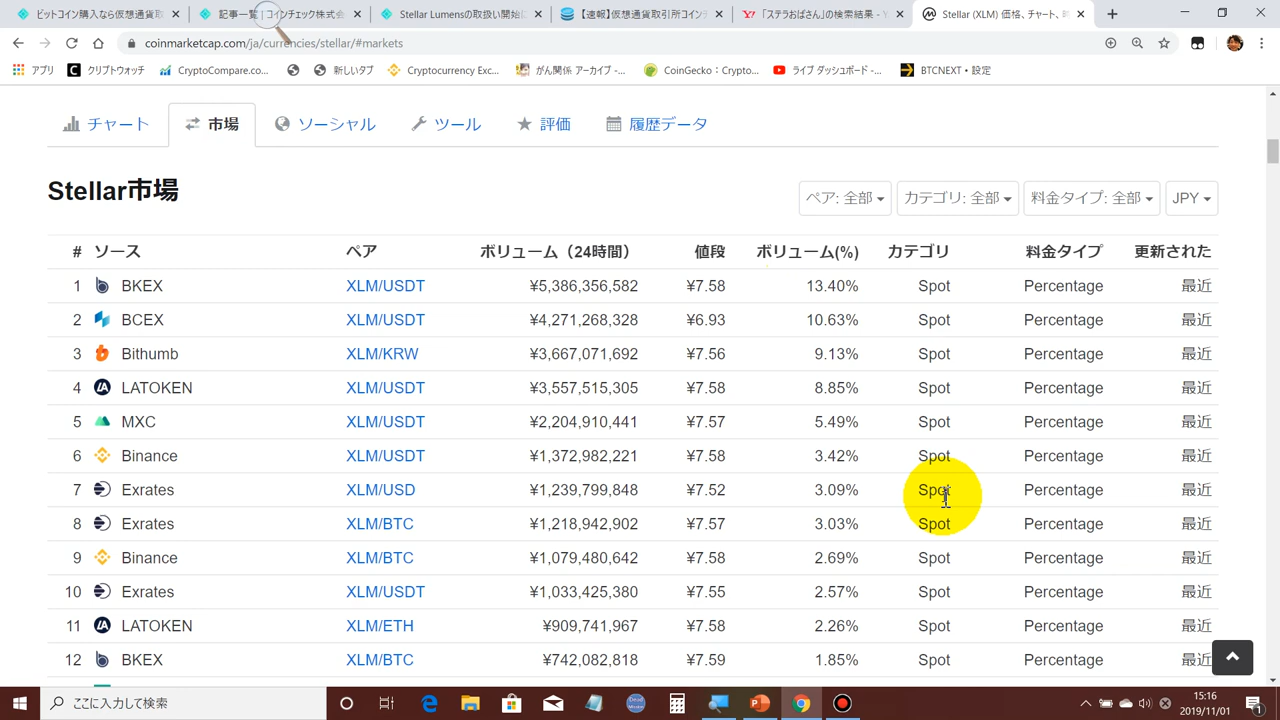 ビットコイン購入なら仮想通貨取
記事一覧 | コインチェック株式会
Stellar Lumensの取扱い開始に
【速報】仮想通貨取引所コインチ
「ステラおばさん」の検索結果 - Y
Stellar (XLM) 価格、チャート、時
coinmarketcap.com/ja/currencies/stellar/#markets
アプリ
クリプトウォッチ
CryptoCompare.co...
新しいタブ
Cryptocurrency Exc...
がん関係 アーカイブ - ...
CoinGecko：Crypto...
ライブ ダッシュボード - ...
BTCNEXT • 設定
チャート
市場
ソーシャル
ツール
評価
履歴データ
Stellar市場
ペア: 全部
カテゴリ: 全部
料金タイプ: 全部
JPY
# ソース ペア ボリューム（24時間） 値段 ボリューム(%) カテゴリ 料金タイプ 更新された
1 BKEX XLM/USDT ¥5,386,356,582 ¥7.58 13.40% Spot Percentage 最近
2 BCEX XLM/USDT ¥4,271,268,328 ¥6.93 10.63% Spot Percentage 最近
3 Bithumb XLM/KRW ¥3,667,071,692 ¥7.56 9.13% Spot Percentage 最近
4 LATOKEN XLM/USDT ¥3,557,515,305 ¥7.58 8.85% Spot Percentage 最近
5 MXC XLM/USDT ¥2,204,910,441 ¥7.57 5.49% Spot Percentage 最近
6 Binance XLM/USDT ¥1,372,982,221 ¥7.58 3.42% Spot Percentage 最近
7 Exrates XLM/USD ¥1,239,799,848 ¥7.52 3.09% Spot Percentage 最近
8 Exrates XLM/BTC ¥1,218,942,902 ¥7.57 3.03% Spot Percentage 最近
9 Binance XLM/BTC ¥1,079,480,642 ¥7.58 2.69% Spot Percentage 最近
10 Exrates XLM/USDT ¥1,033,425,380 ¥7.55 2.57% Spot Percentage 最近
11 LATOKEN XLM/ETH ¥909,741,967 ¥7.58 2.26% Spot Percentage 最近
12 BKEX XLM/BTC ¥742,082,818 ¥7.59 1.85% Spot Percentage 最近
ここに入力して検索
15:16
2019/11/01